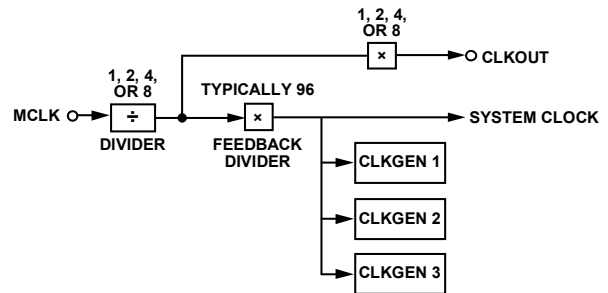 1, 2, 4,
OR 8
×
CLKOUT
1, 2, 4,
OR 8
TYPICALLY 96
MCLK
÷
×
SYSTEM CLOCK
DIVIDER
FEEDBACK
DIVIDER
CLKGEN 1
CLKGEN 2
CLKGEN 3